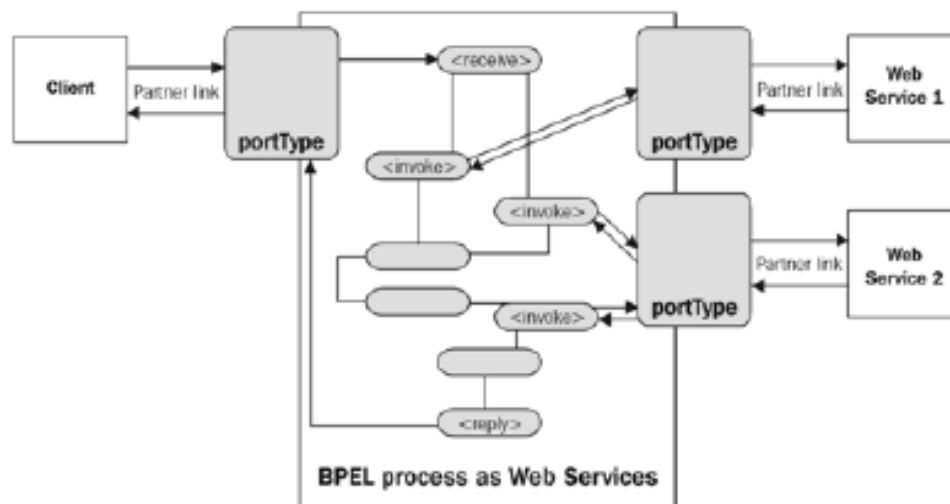 Client
Partner link
portType
<receive>
<invoke>
<invoke>
<invoke>
<reply>
portType
Partner link
Web
Service 1
portType
Partner link
Web
Service 2
BPEL process as Web Services